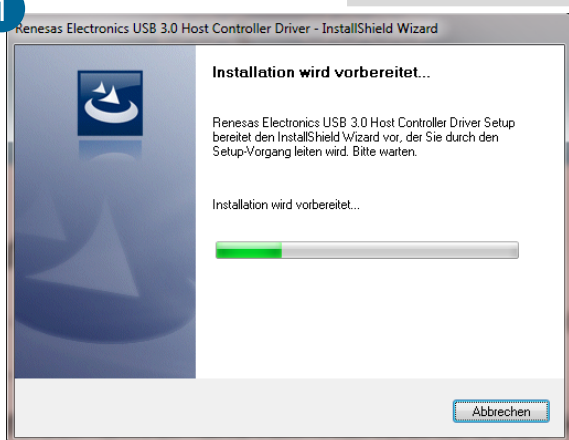 1
Renesas Electronics USB 3.0 Host Controller Driver - InstallShield Wizard
Installation wird vorbereitet...
Renesas Electronics USB 3.0 Host Controller Driver Setup
bereitet den InstallShield Wizard vor, der Sie durch den
Setup-Vorgang leiten wird. Bitte warten.
Installation wird vorbereitet...
Abbrechen